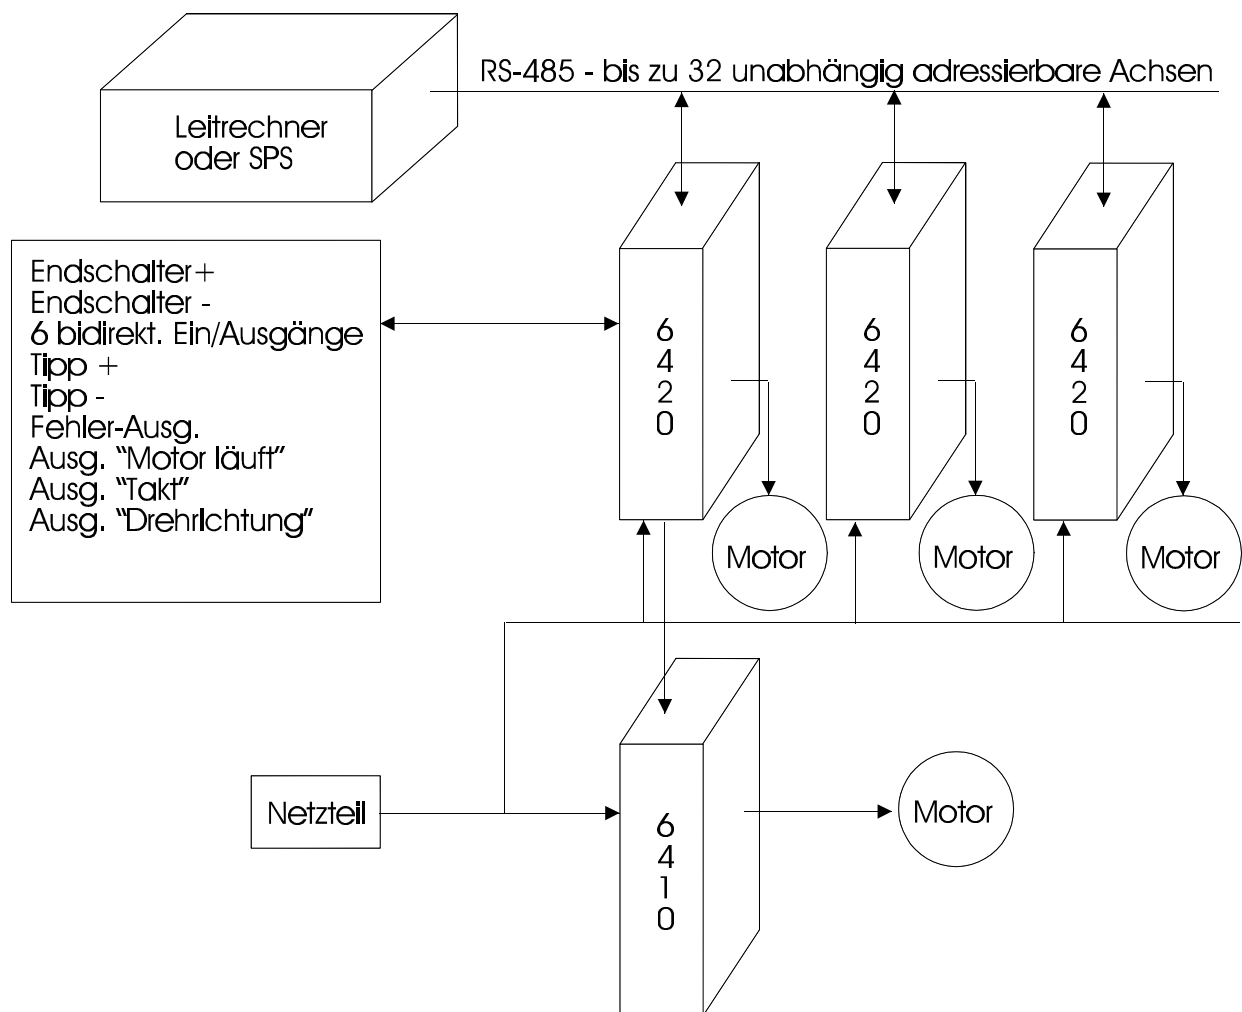 RS-485 - bis zu 32 unabhängig adressierbare Achsen
Leitrechner
oder SPS
Endschalter+
Endschalter -
6 bidirekt. Ein/Ausgänge
Tipp +
Tipp -
Fehler-Ausg.
Ausg. “Motor läuft”
Ausg. “Takt”
Ausg. “Drehrichtung”
6
4
2
0
6
4
2
0
6
4
2
0
Motor
Motor
Motor
Netzteil
6
4
1
0
Motor